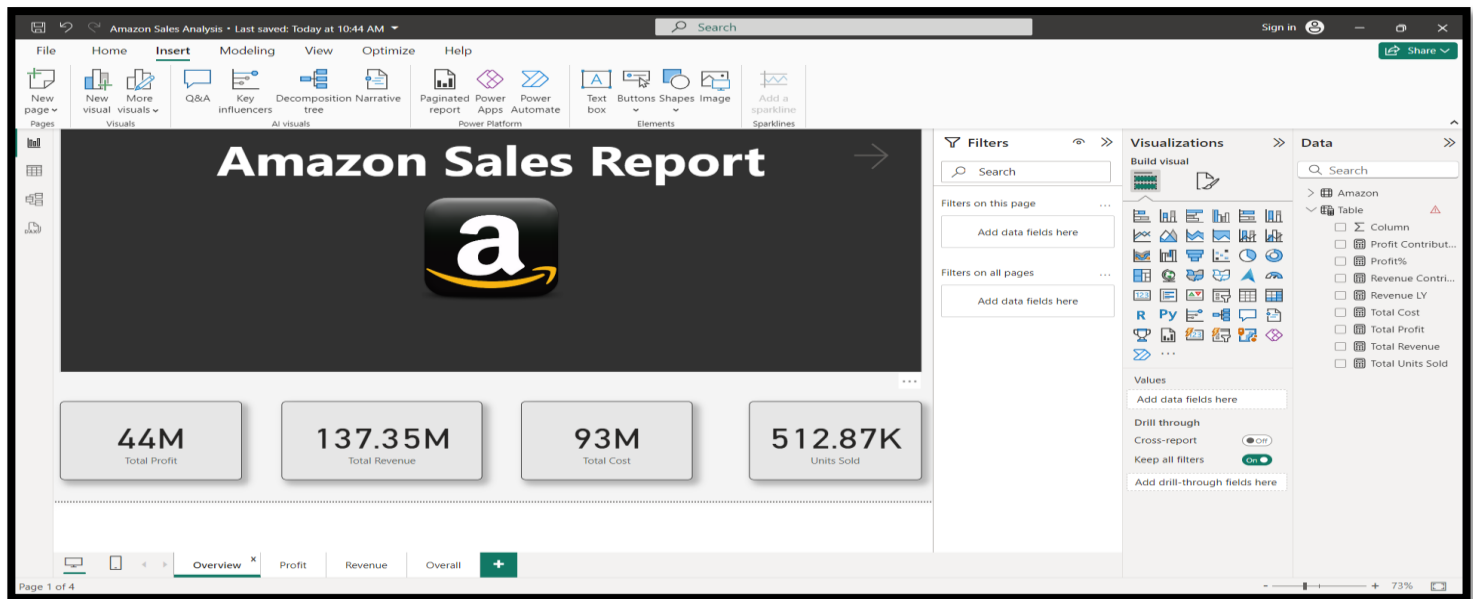 Amazon Sales Analysis • Last saved: Today at 10:44 AM
Search
Sign in
File Home Insert Modeling View Optimize Help
Share
New page
New visual
More visuals
Q&A
Key influencers
Decomposition tree
Narrative
Paginated report
Power Apps
Power Automate
Text box
Buttons
Shapes
Image
Add a sparkline
Pages
Visuals
AI visuals
Power Platform
Elements
Sparklines
Amazon Sales Report
a
44M
Total Profit
137.35M
Total Revenue
93M
Total Cost
512.87K
Units Sold
Filters
Search
Filters on this page
Add data fields here
Filters on all pages
Add data fields here
Visualizations
Build visual
123
R Py
Values
Add data fields here
Drill through
Cross-report Off
Keep all filters On
Add drill-through fields here
Data
Search
Amazon
Table
Column
Profit Contribut...
Profit%
Revenue Contri...
Revenue LY
Total Cost
Total Profit
Total Revenue
Total Units Sold
Overview Profit Revenue Overall
Page 1 of 4
73%